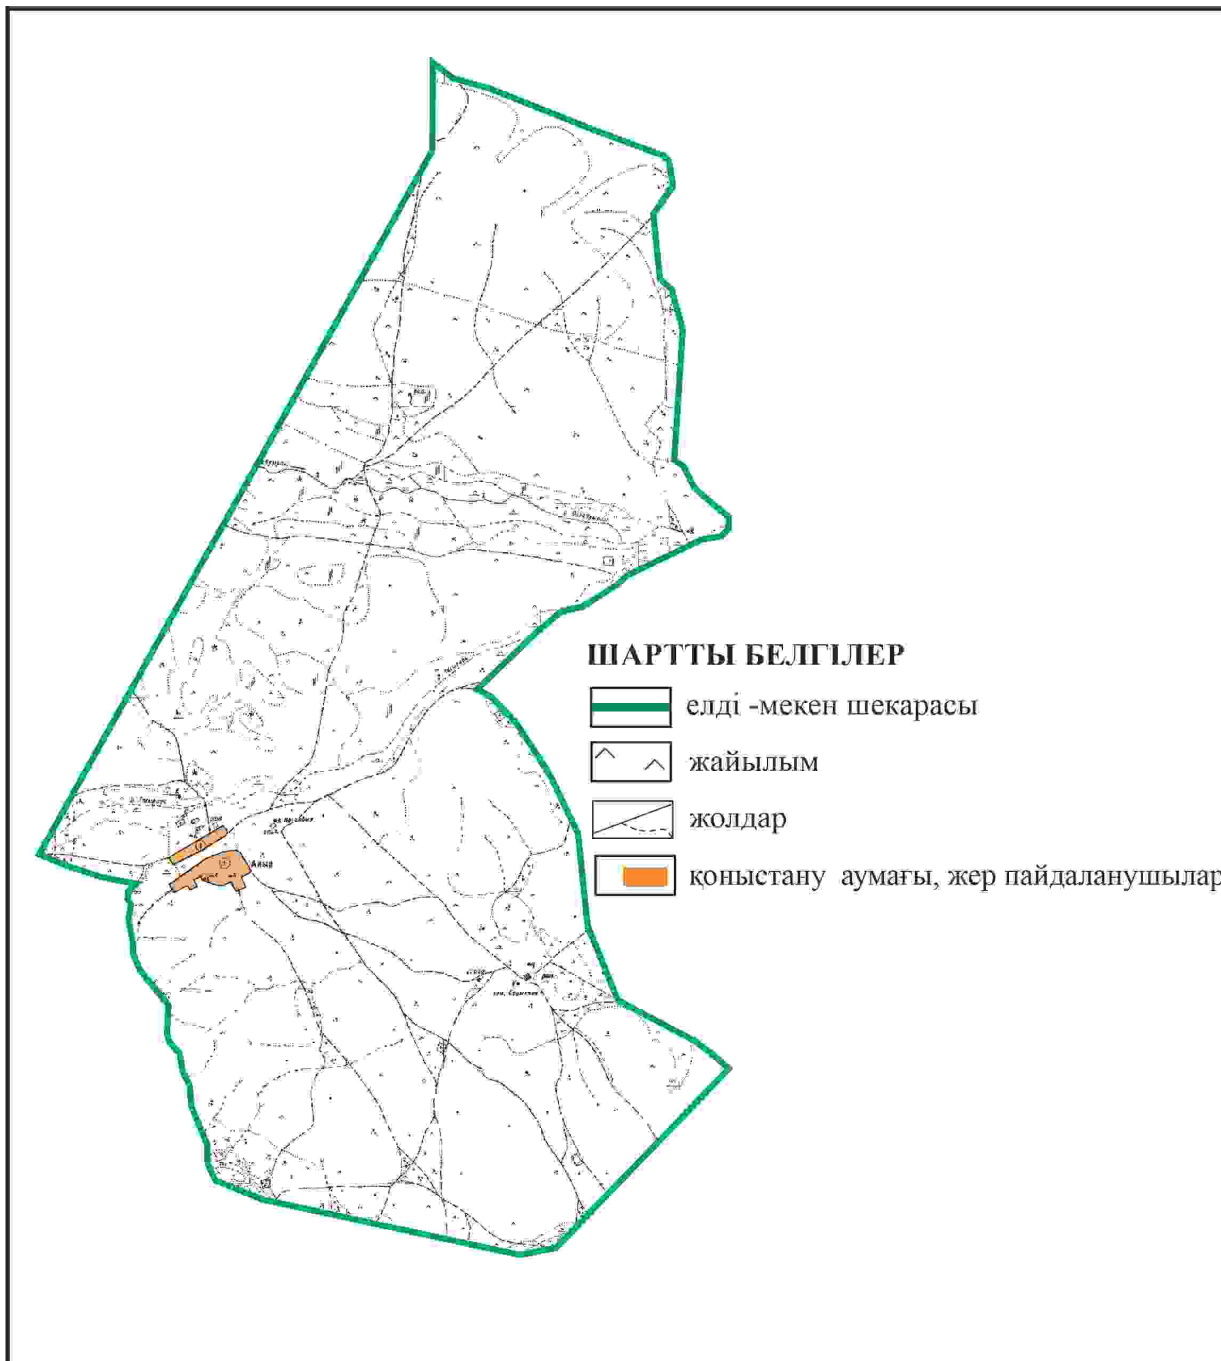 ШАРТТЫ БЕЛГІЛЕР
елді -мекен шекарасы
жайылым
жолдар
қоныстану аумағы, жер пайдаланушылар